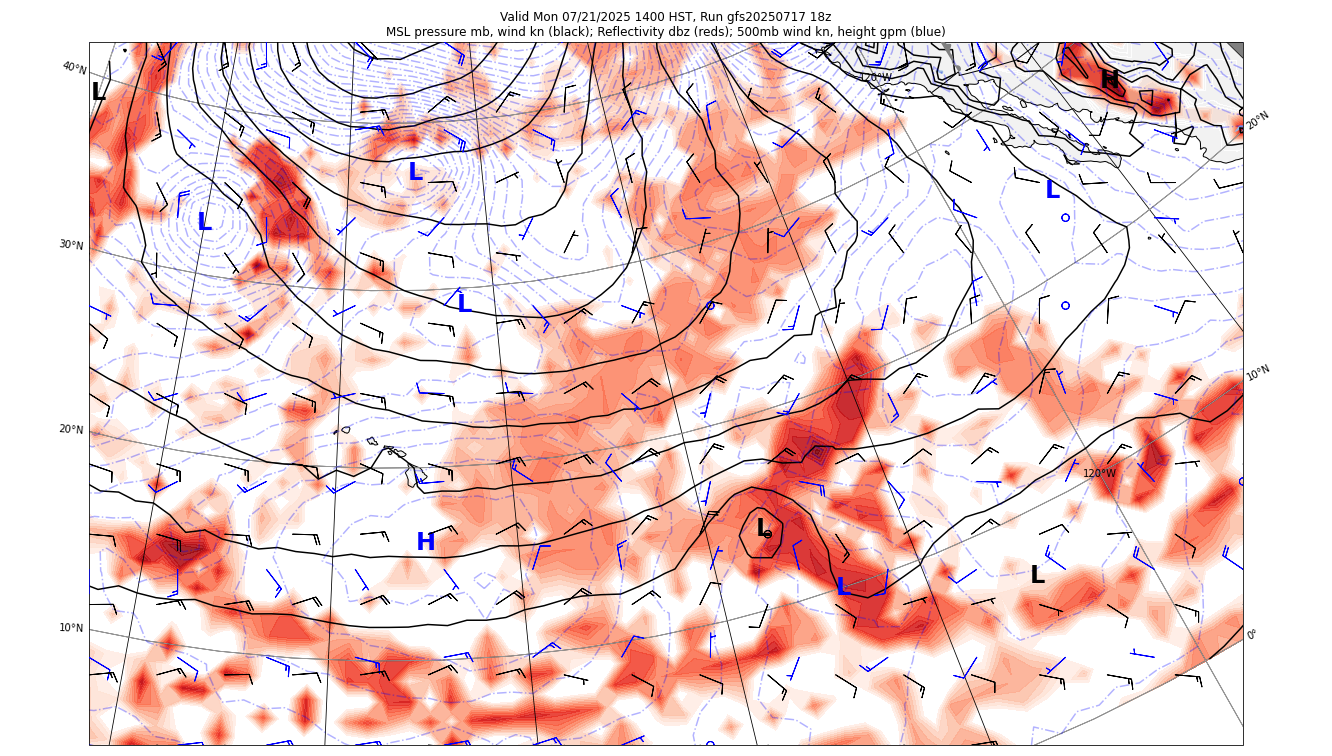 Valid Mon 07/21/2025 1400 HST, Run gfs20250717 18z
MSL pressure mb, wind kn (black); Reflectivity dbz (reds); 500mb wind kn, height gpm (blue)
40°N
120°W
H
L
20°N
L
L
L
30°N
L
10°N
20°N
120°W
L
H
L
L
10°N
0°